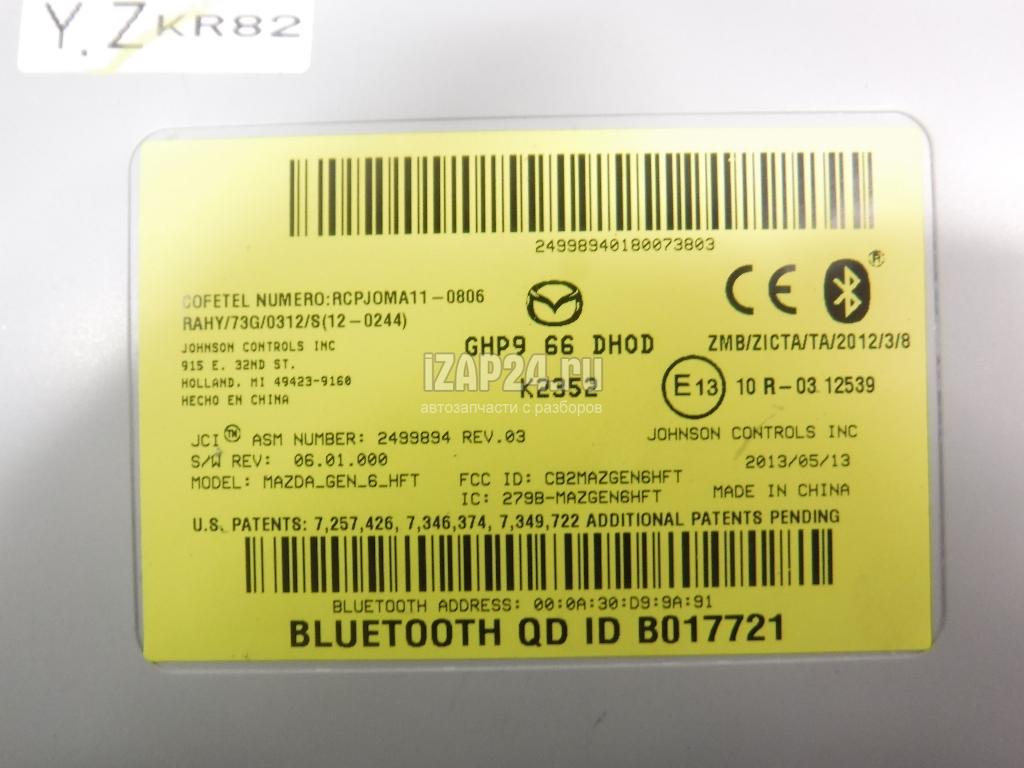 Y. ZKR82
24998940180073803
COFETEL NUMERO:RCPJOMA11-0806
RAHY/73G/0312/S(12-0244)
JOHNSON CONTROLS INC
915 E. 32ND ST.
HOLLAND, MI 49423-9160
HECHO EN CHINA
GHP9 66 DH0D
K2352
iZAP24.ru
автозапчасти с разборов
CE
®
ZMB/ZICTA/TA/2012/3/8
E13 10 R-03 12539
JCI™ ASM NUMBER: 2499894 REV.03
JOHNSON CONTROLS INC
S/W REV: 06.01.000
2013/05/13
MODEL: MAZDA_GEN_6_HFT
FCC ID: CB2MAZGEN6HFT
IC: 279B-MAZGEN6HFT
MADE IN CHINA
U.S. PATENTS: 7,257,426, 7,346,374, 7,349,722 ADDITIONAL PATENTS PENDING
BLUETOOTH ADDRESS: 00:0A:30:D9:9A:91
BLUETOOTH QD ID B017721